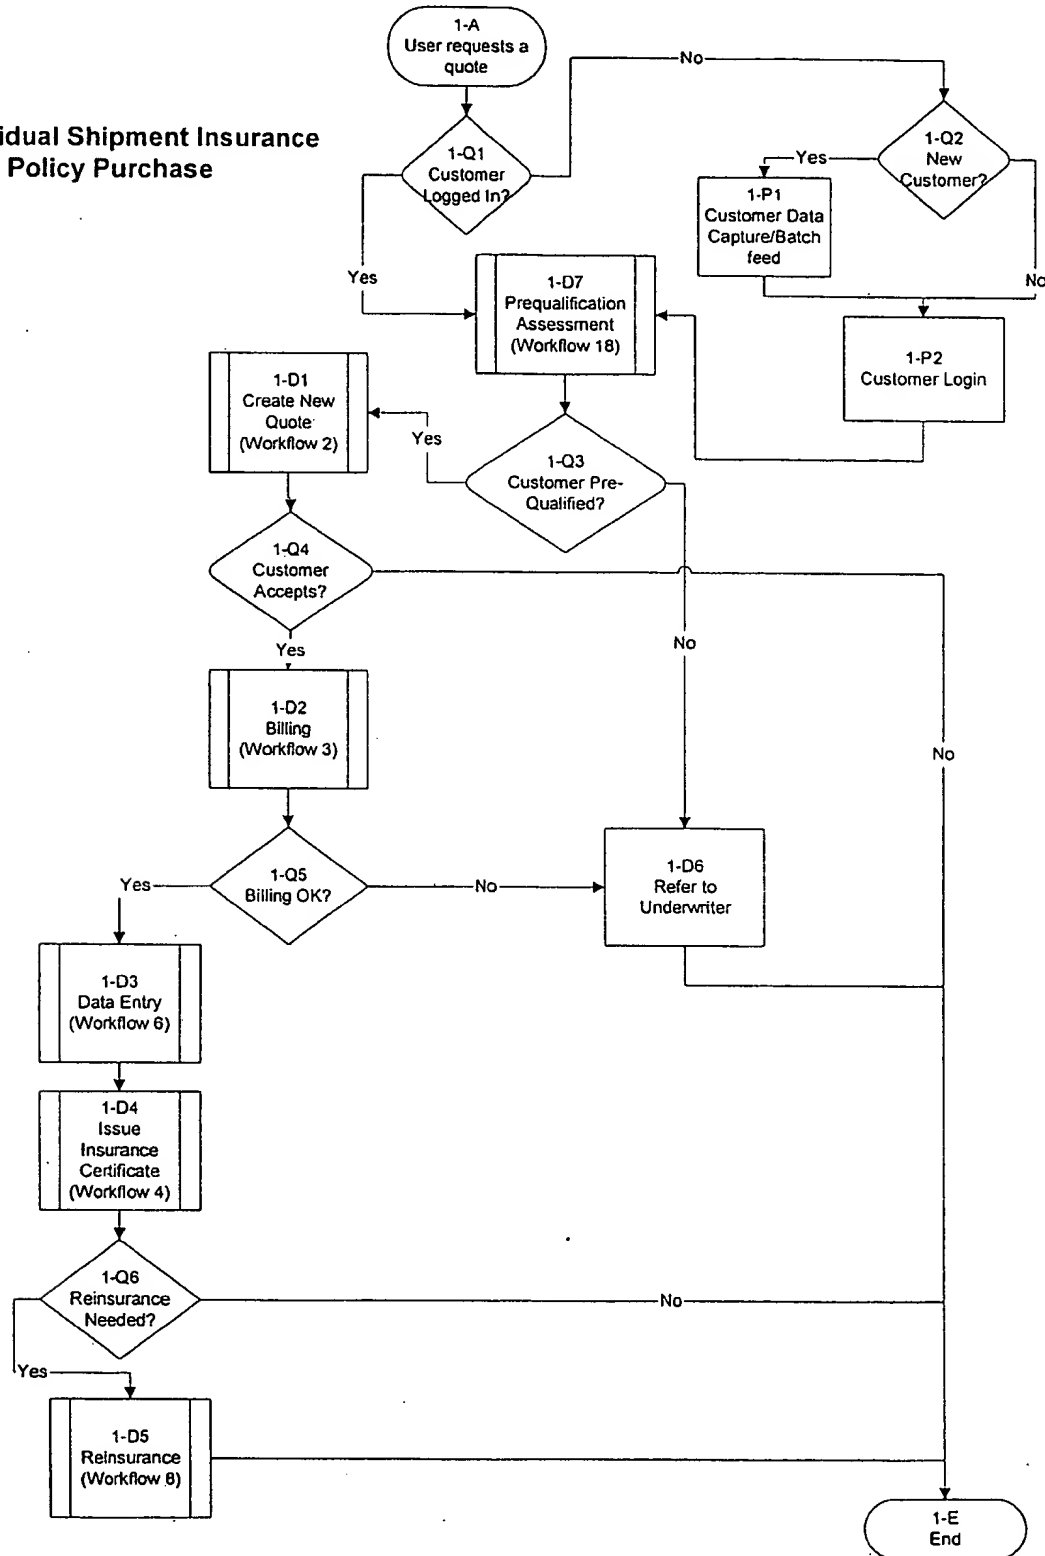 1-A
User requests a
quote
No
idual Shipment Insurance
Policy Purchase
1-Q1
Customer
Logged In?
1-Q2
New
Customer?
Yes
1-P1
Customer Data
Capture/Batch
feed
Yes
No
1-D7
Prequalification
Assessment
(Workflow 18)
1-P2
Customer Login
1-D1
Create New
Quote
(Workflow 2)
Yes
1-Q3
Customer Pre-
Qualified?
1-Q4
Customer
Accepts?
No
Yes
1-D2
Billing
(Workflow 3)
No
1-Q5
Billing OK?
Yes
No
1-D6
Refer to
Underwriter
1-D3
Data Entry
(Workflow 6)
1-D4
Issue
Insurance
Certificate
(Workflow 4)
1-Q6
Reinsurance
Needed?
No
Yes
1-D5
Reinsurance
(Workflow 8)
1-E
End